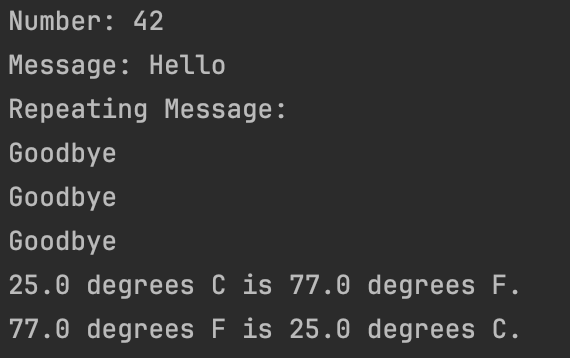 Number: 42
Message: Hello
Repeating Message:
Goodbye
Goodbye
Goodbye
25.0 degrees C is 77.0 degrees F.
77.0 degrees F is 25.0 degrees C.